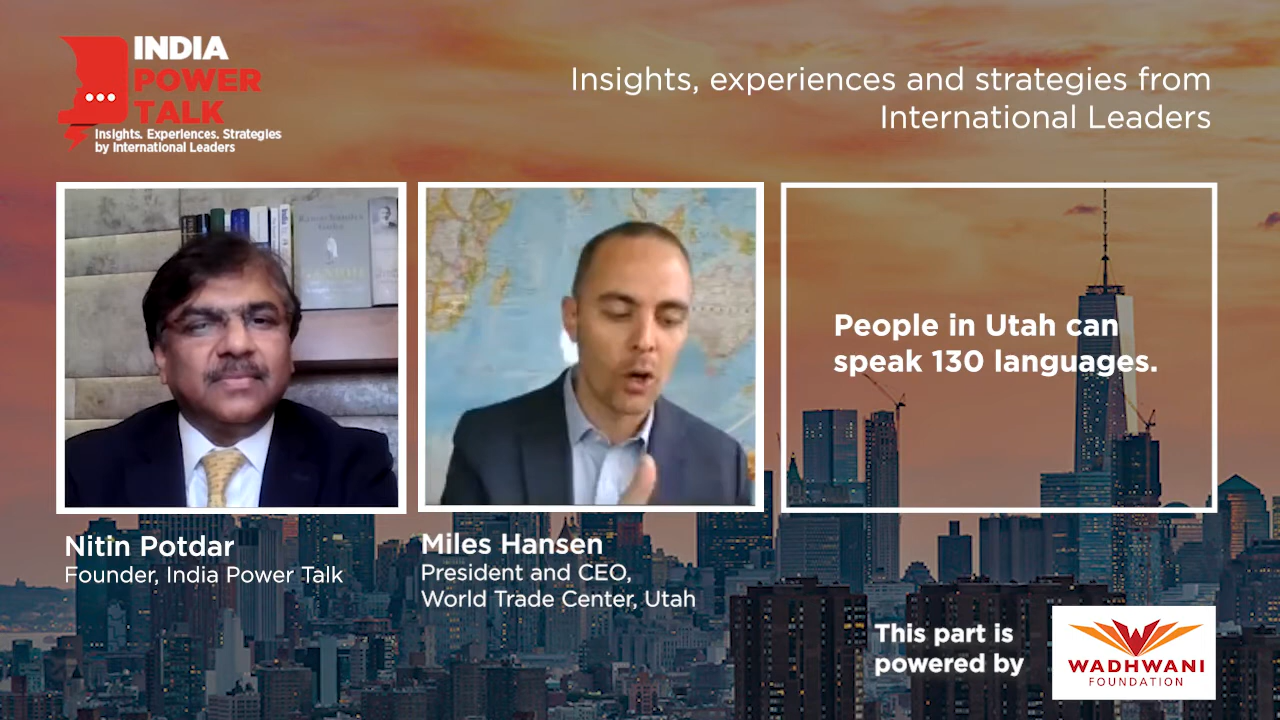 INDIA
POWER
TALK
Insights. Experiences. Strategies
by International Leaders
Insights, experiences and strategies from
International Leaders
People in Utah can
speak 130 languages.
Nitin Potdar
Founder, India Power Talk
Miles Hansen
President and CEO,
World Trade Center, Utah
This part is
powered by
WADHWANI
FOUNDATION